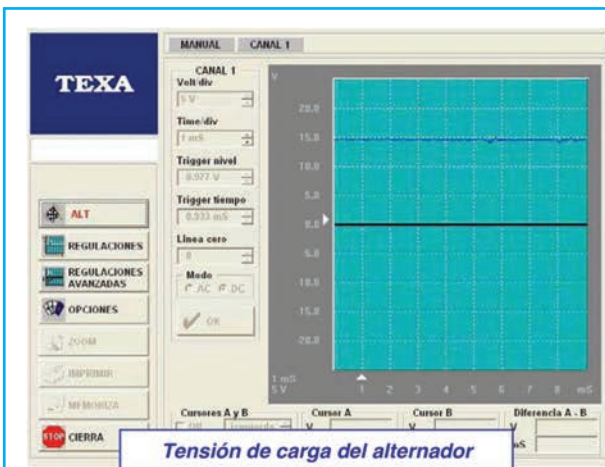 MANUAL CANAL 1
TEXA
CANAL 1
Volt/div
5 V
Time/div
1 mS
Trigger nivel
0.977 V
Trigger tiempo
0.933 mS
Linea cero
0
Modo
AC DC
OK
ALT
REGULACIONES
REGULACIONES
AVANZADAS
OPCIONES
ZOOM
IMPRIMIR
MEMORIZA
STOP CIERRA
V
20.0
15.0
10.0
5.0
0.0
5.0
-10.0
-15.0
-20.0
1 mS
5 V
1 2 3 4 5 6 7 8 mS
Cursores A y B
Off Izquierda
Cursor A
V
Cursor B
V
Diferencia A - B
V
mS
Tensión de carga del alternador